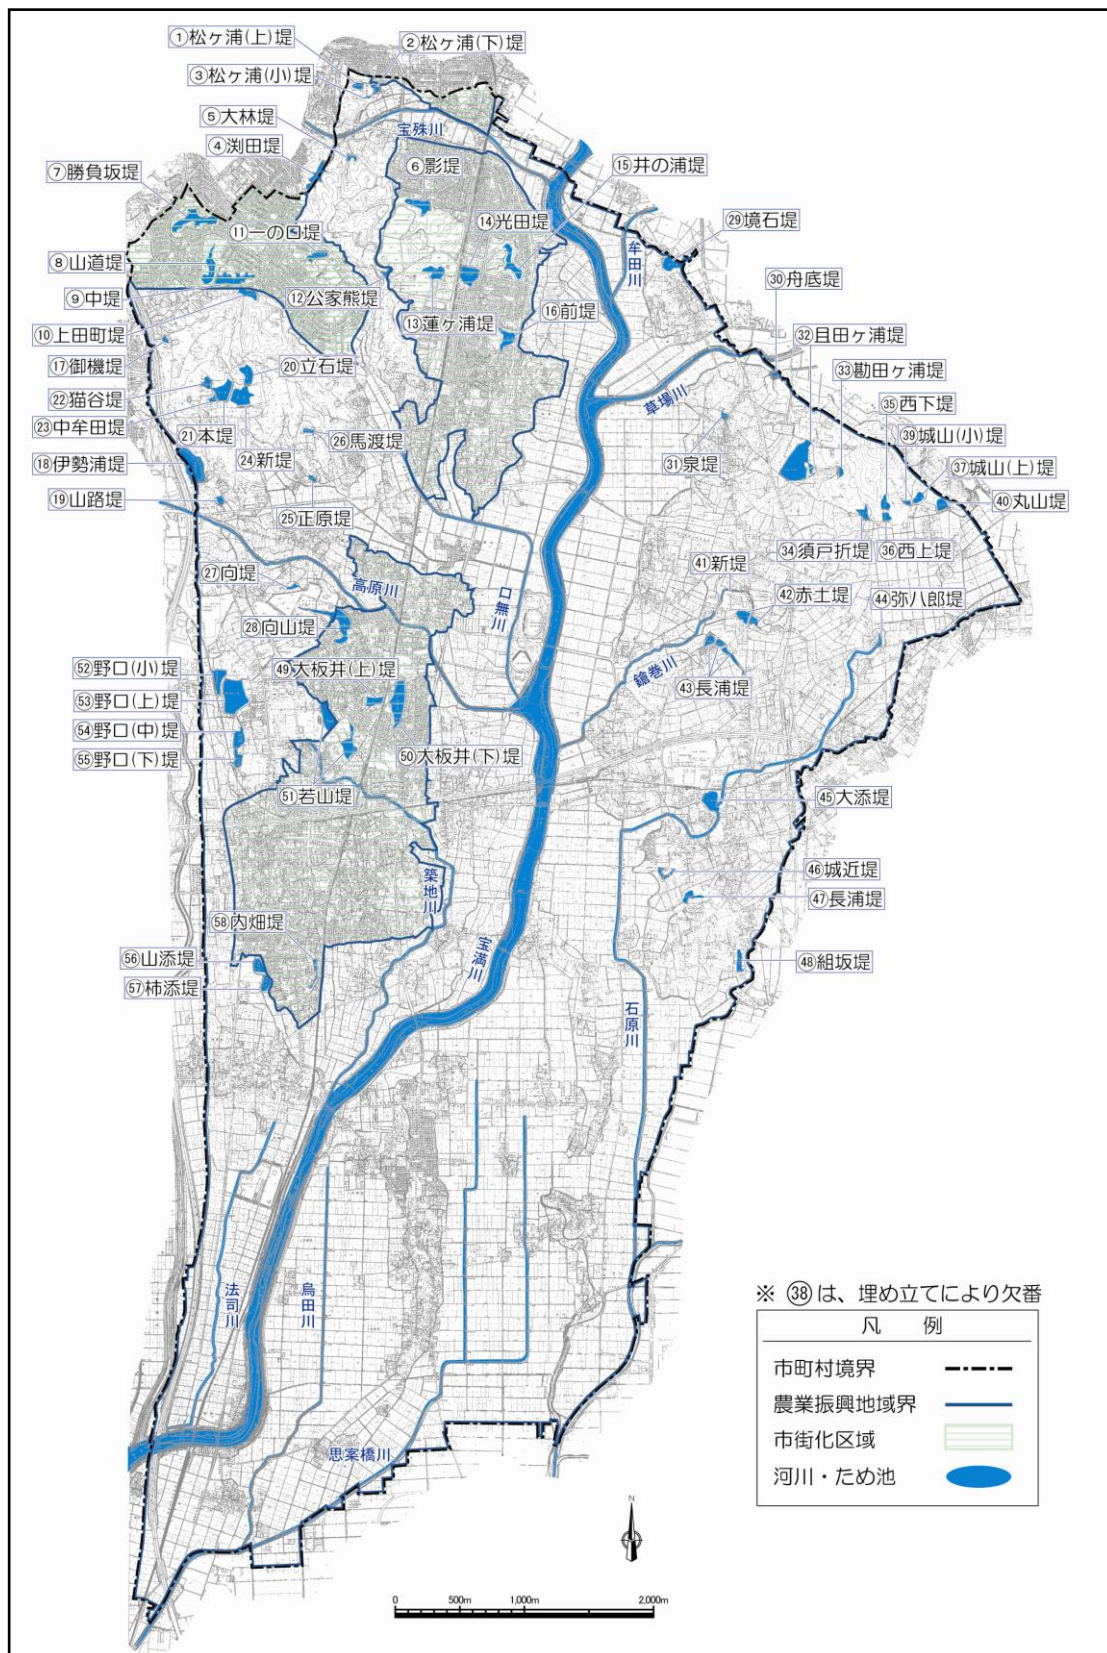 ①松ヶ浦(上)堤
②松ヶ浦(下)堤
③松ヶ浦(小)堤
⑤大林堤
宝殊川
④渕田堤
⑥影堤
⑮井の浦堤
⑦勝負坂堤
⑭光田堤
⑪一の口堤
牟田川
㉙境石堤
⑧山道堤
㉚舟底堤
⑨中堤
⑫公家熊堤
⑬蓮ヶ浦堤
⑯前堤
⑩上田町堤
㉜且田ヶ浦堤
⑰御機堤
⑳立石堤
㉝勘田ヶ浦堤
㉒猫谷堤
草場川
㉟西下堤
㉓中牟田堤
㊴城山(小)堤
㉑本堤
㉖馬渡堤
㉔新堤
⑱伊勢浦堤
㉛泉堤
㊲城山(上)堤
⑲山路堤
㊵丸山堤
㉕正原堤
㉞須戸折堤
㊱西上堤
㊶新堤
㉗向堤
高原川
口無川
㊷赤土堤
㊹弥八郎堤
㉘向山堤
鎗巻川
52野口(小)堤
㊾大板井(上)堤
㊸長浦堤
53野口(上)堤
54野口(中)堤
55野口(下)堤
㊿大板井(下)堤
51若山堤
㊺大添堤
築地川
㊻城近堤
㊼長浦堤
58内畑堤
宝満川
56山添堤
㊽組坂堤
57柿添堤
石原川
法司川
烏田川
思案橋川
※ ㊳は、埋め立てにより欠番
凡 例
市町村境界
農業振興地域界
市街化区域
河川・ため池
N
0 500m 1,000m 2,000m